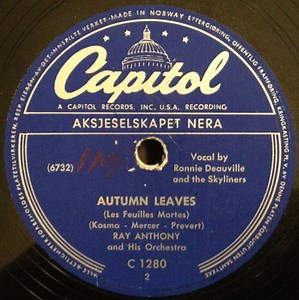 MADE IN NORWAY
Capitol
A CAPITOL RECORDS, INC. U.S.A. RECORDING
AKSJESELSKAPET NERA
(6732)
Vocal by
Ronnie Deauville
and the Skyliners
AUTUMN LEAVES
(Les Feuilles Mortes)
(Kosma - Mercer - Prevert)
RAY ANTHONY
and His Orchestra
C 1280
2